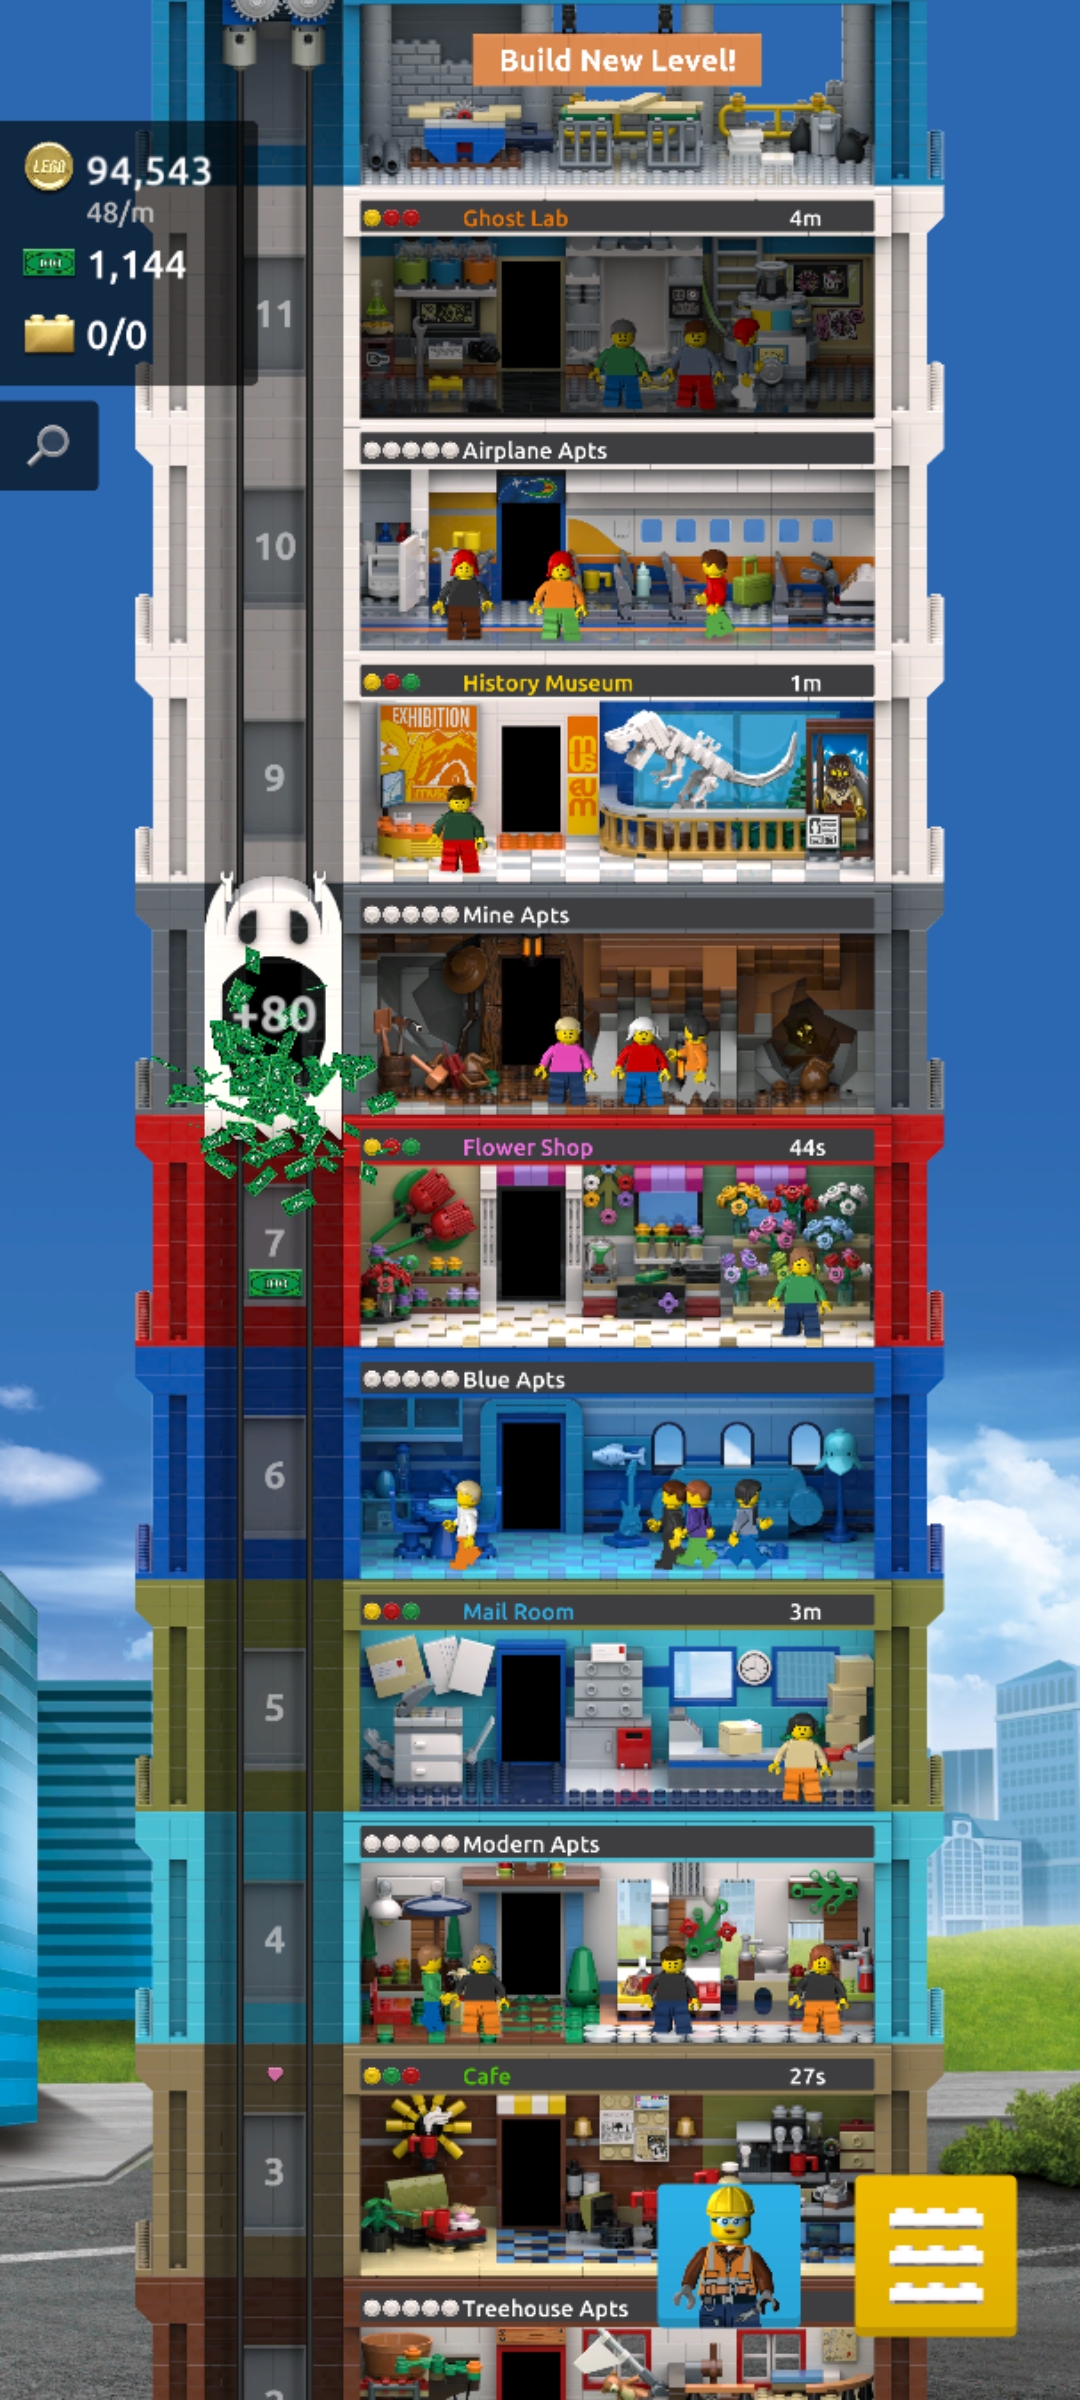 Build New Level!
LEGO
94,543
48/m
1,144
0/0
Ghost Lab 4m
11
Airplane Apts
10
History Museum 1m
EXHIBITION
museum
9
Mine Apts
+80
Flower Shop 44s
7
Blue Apts
6
Mail Room 3m
5
Modern Apts
4
Cafe 27s
3
Treehouse Apts